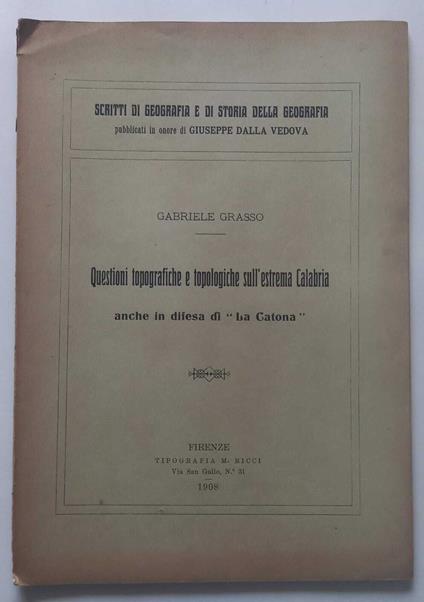 SCRITTI DI GEOGRAFIA E DI STORIA DELLA GEOGRAFIA
pubblicati in onore di GIUSEPPE DALLA VEDOVA
GABRIELE GRASSO
Questioni topografiche e topologiche sull'estrema Calabria
anche in difesa di "La Catona"
FIRENZE
TIPOGRAFIA M. RICCI
Via San Gallo, N.° 31
1908